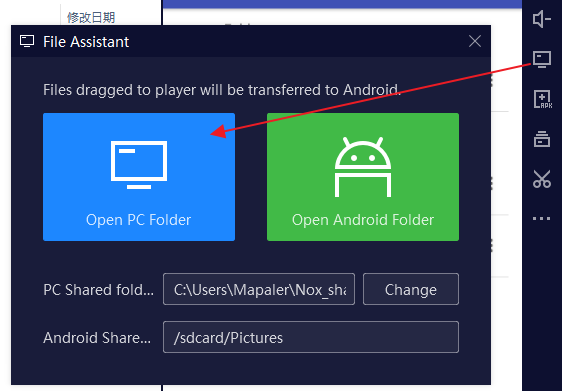 修改日期
File Assistant
Files dragged to player will be transferred to Android.
Open PC Folder
Open Android Folder
PC Shared fold...
C:\Users\Mapaler\Nox_sha
Change
Android Share...
/sdcard/Pictures
APK